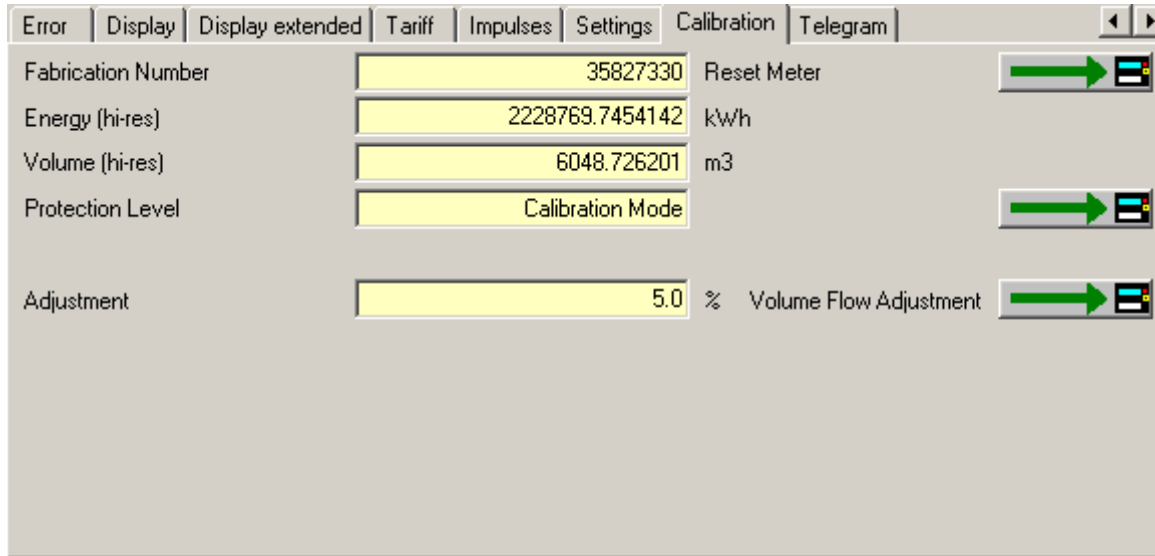 Error Display Display extended Tariff Impulses Settings Calibration Telegram
Fabrication Number 35827330 Reset Meter
Energy (hi-res) 2228769.7454142 kWh
Volume (hi-res) 6048.726201 m3
Protection Level Calibration Mode
Adjustment 5.0 % Volume Flow Adjustment